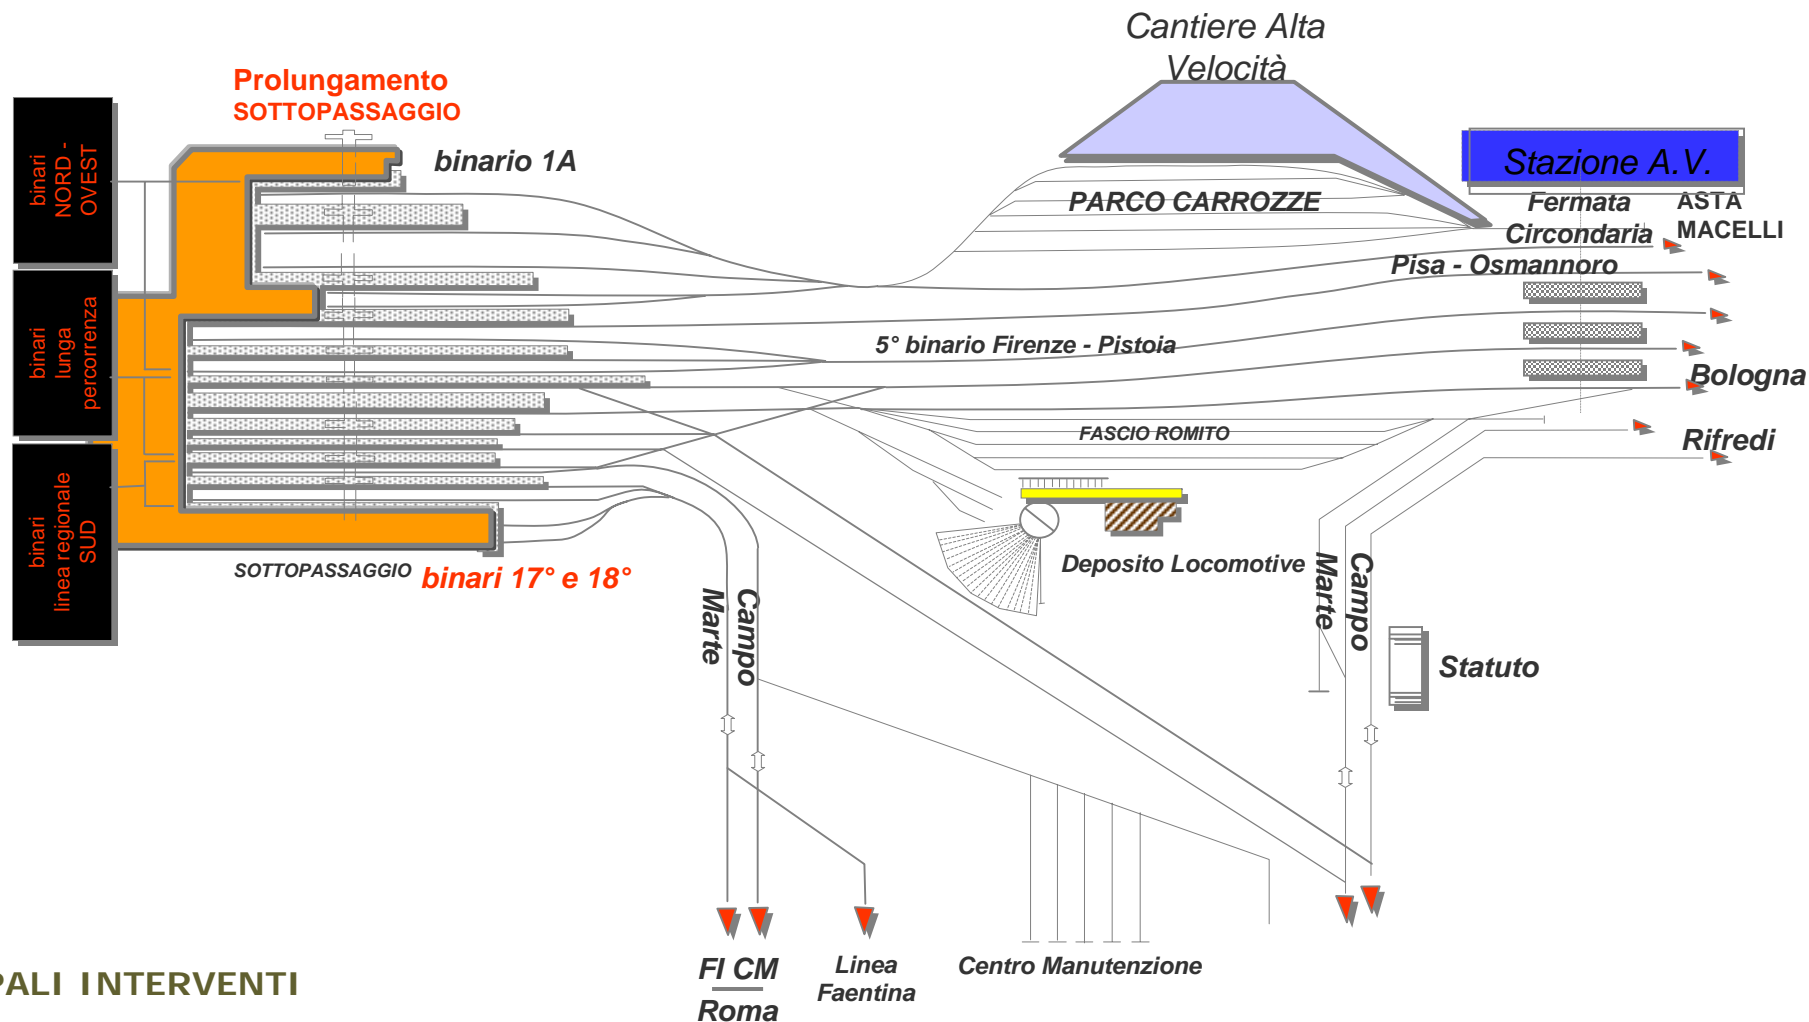 Cantiere Alta
Velocità
Prolungamento
SOTTOPASSAGGIO
binari
NORD -
OVEST
binario 1A
Stazione A.V.
PARCO CARROZZE
Fermata
Circondaria
ASTA
MACELLI
Pisa - Osmannoro
binari
lunga
percorrenza
5° binario Firenze - Pistoia
Bologna
FASCIO ROMITO
Rifredi
binari
linea regionale
SUD
SOTTOPASSAGGIO
binari 17° e 18°
Deposito Locomotive
Campo
Marte
Campo
Marte
Statuto
FI CM
Roma
Linea
Faentina
Centro Manutenzione
PALI INTERVENTI